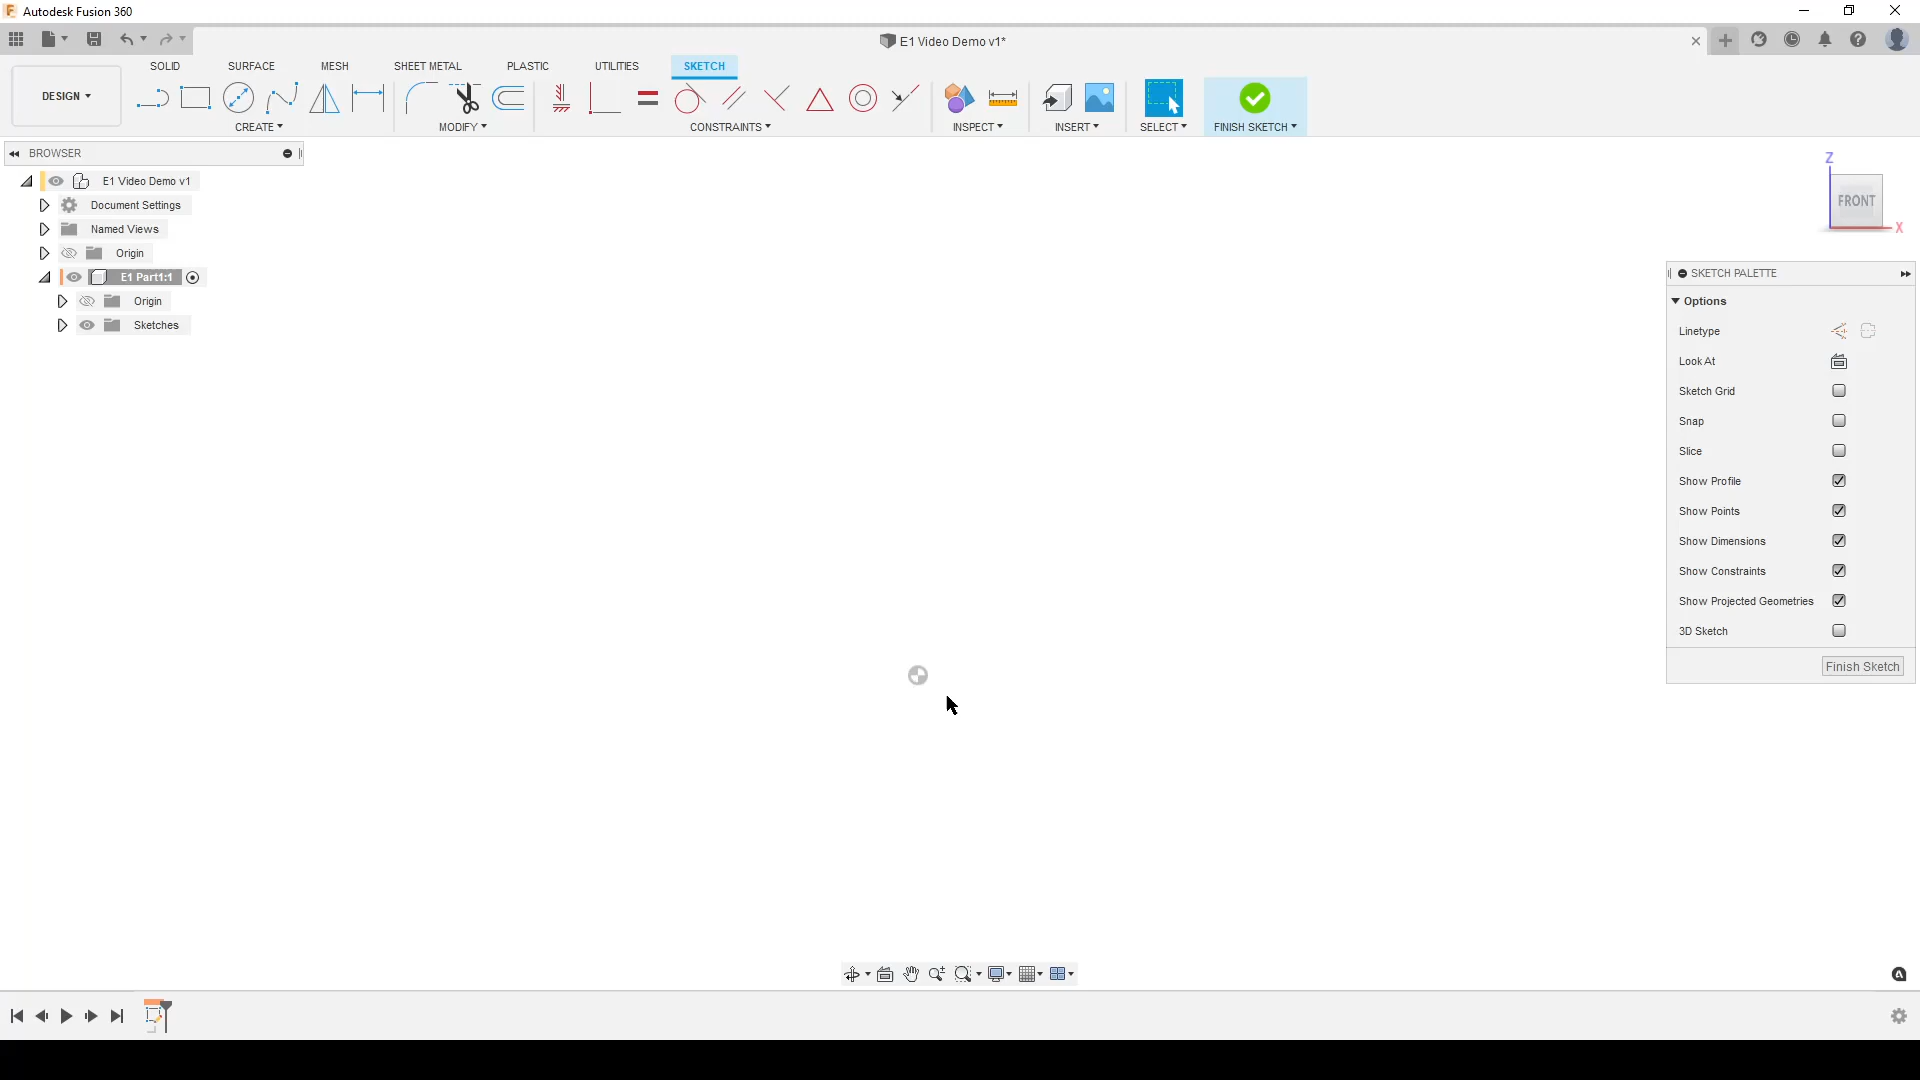 Autodesk Fusion 360
E1 Video Demo v1*
SOLID
SURFACE
MESH
SHEET METAL
PLASTIC
UTILITIES
SKETCH
DESIGN
CREATE
MODIFY
CONSTRAINTS
INSPECT
INSERT
SELECT
FINISH SKETCH
BROWSER
E1 Video Demo v1
Document Settings
Named Views
Origin
E1 Part1:1
Origin
Sketches
Z
FRONT
X
SKETCH PALETTE
Options
Linetype
Look At
Sketch Grid
Snap
Slice
Show Profile
Show Points
Show Dimensions
Show Constraints
Show Projected Geometries
3D Sketch
Finish Sketch